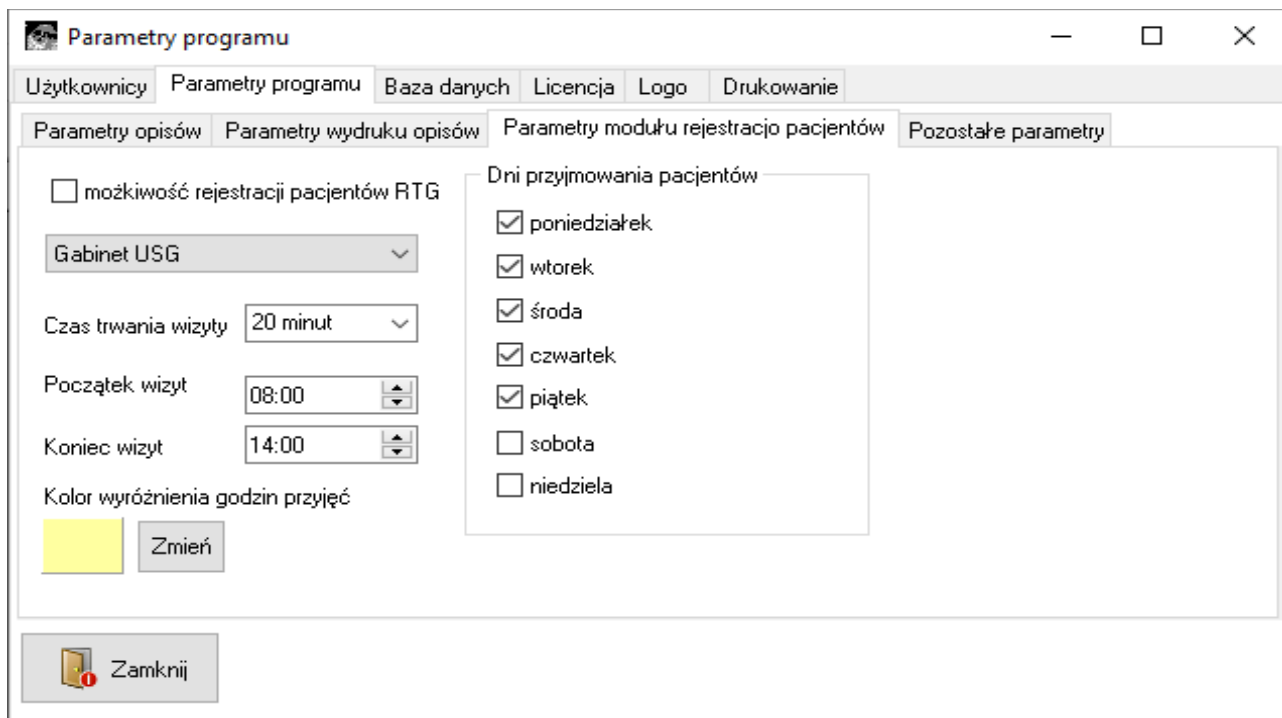 Parametry programu
Użytkownicy Parametry programu Baza danych Licencja Logo Drukowanie
Parametry opisów Parametry wydruku opisów Parametry modułu rejestracjo pacjentów Pozostałe parametry
możkiwość rejestracji pacjentów RTG
Gabinet USG
Czas trwania wizyty 20 minut
Początek wizyt 08:00
Koniec wizyt 14:00
Kolor wyróżnienia godzin przyjęć
Zmień
Dni przyjmowania pacjentów
poniedziałek
wtorek
środa
czwartek
piątek
sobota
niedziela
Zamknij